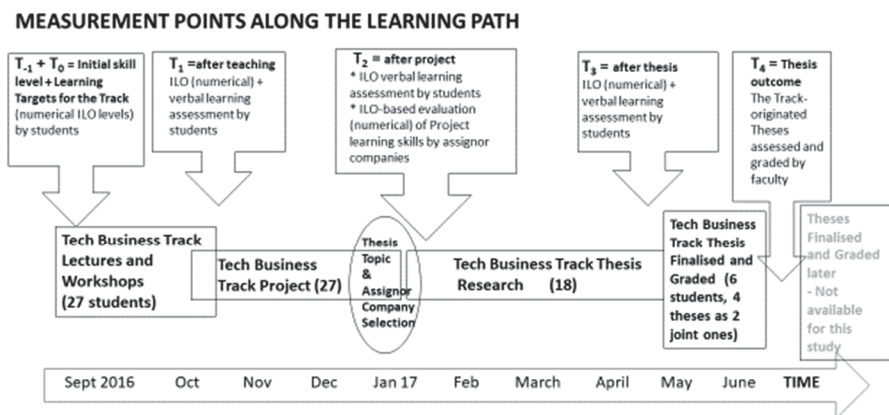 MEASUREMENT POINTS ALONG THE LEARNING PATH
T-1 + T0 = Initial skill
level + Learning
Targets for the Track
(numerical ILO levels)
by students
T1 =after teaching
ILO (numerical) +
verbal learning
assessment by
students
T2 = after project
* ILO verbal learning
assessment by students
* ILO-based evaluation
(numerical) of Project
learning skills by assignor
companies
T3 = after thesis
ILO (numerical) +
verbal learning
assessment by
students
T4 = Thesis
outcome
The Track-
originated
Theses
assessed and
graded by
faculty
Tech Business Track
Lectures and
Workshops
(27 students)
Tech Business
Track Project (27)
Thesis
Topic
&
Assignor
Company
Selection
Tech Business Track Thesis
Research (18)
Tech Business
Track Thesis
Finalised and
Graded (6
students, 4
theses as 2
joint ones)
Theses
Finalised
and Graded
later
- Not
available
for this
study
Sept 2016 Oct Nov Dec Jan 17 Feb March April May June TIME